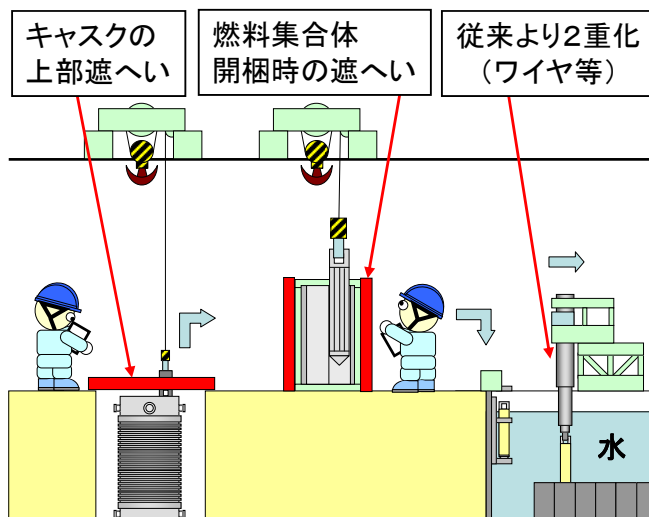 キャスクの
上部遮へい
燃料集合体
開梱時の遮へい
従来より2重化
（ワイヤ等）
水